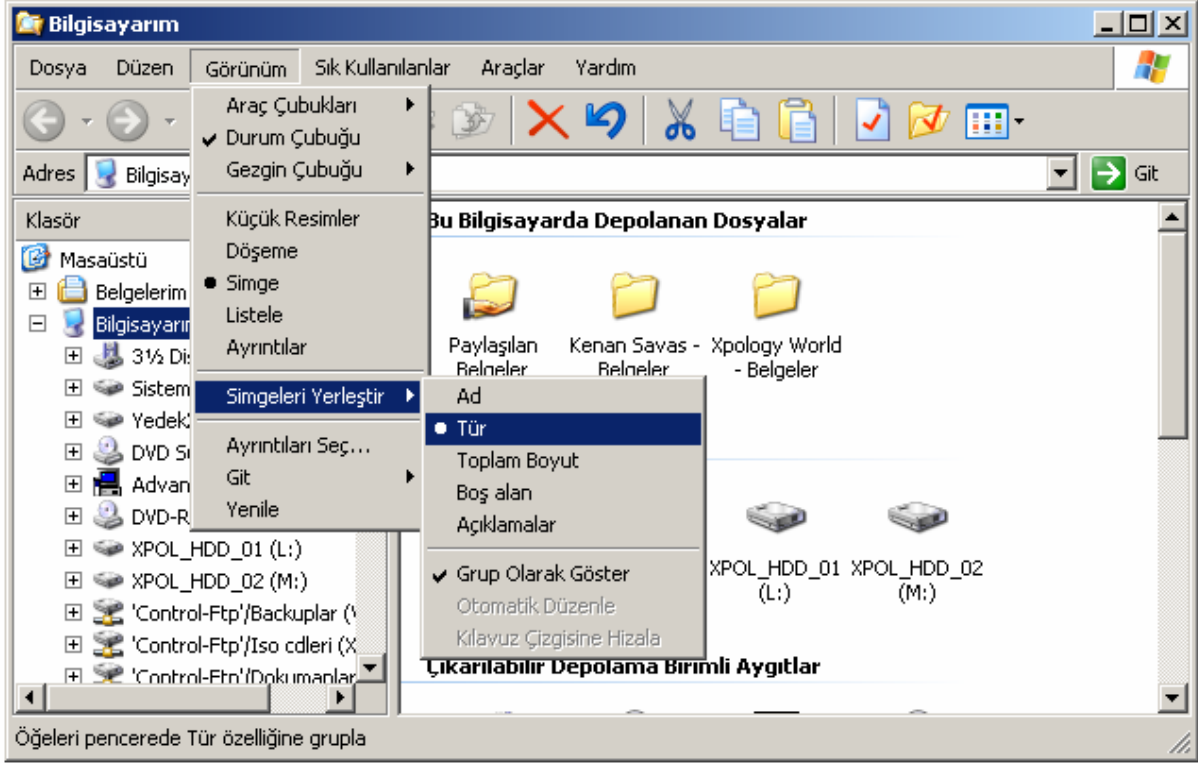 Bilgisayarım
Dosya Düzen Görünüm Sık Kullanılanlar Araçlar Yardım
Adres Bilgisay Git
Araç Çubukları
Durum Çubuğu
Gezgin Çubuğu
Küçük Resimler
Döşeme
Simge
Listele
Ayrıntılar
Simgeleri Yerleştir
Ayrıntıları Seç...
Git
Yenile
Ad
Tür
Toplam Boyut
Boş alan
Açıklamalar
Grup Olarak Göster
Otomatik Düzenle
Kılavuz Çizgisine Hizala
Klasör
Masaüstü
Belgelerim
Bilgisayarım
3½ Di
Sistem
Yedek
DVD S
Advan
DVD-R
XPOL_HDD_01 (L:)
XPOL_HDD_02 (M:)
'Control-Ftp'/Backuplar (
'Control-Ftp'/Iso cdleri (X
'Control-Ftp'/Dokumanlar
Bu Bilgisayarda Depolanan Dosyalar
Paylaşılan
Belgeler
Kenan Savas -
Belgeler
Xpology World
- Belgeler
XPOL_HDD_01
(L:)
XPOL_HDD_02
(M:)
Çıkarılabilir Depolama Birimli Aygıtlar
Öğeleri pencerede Tür özelliğine grupla